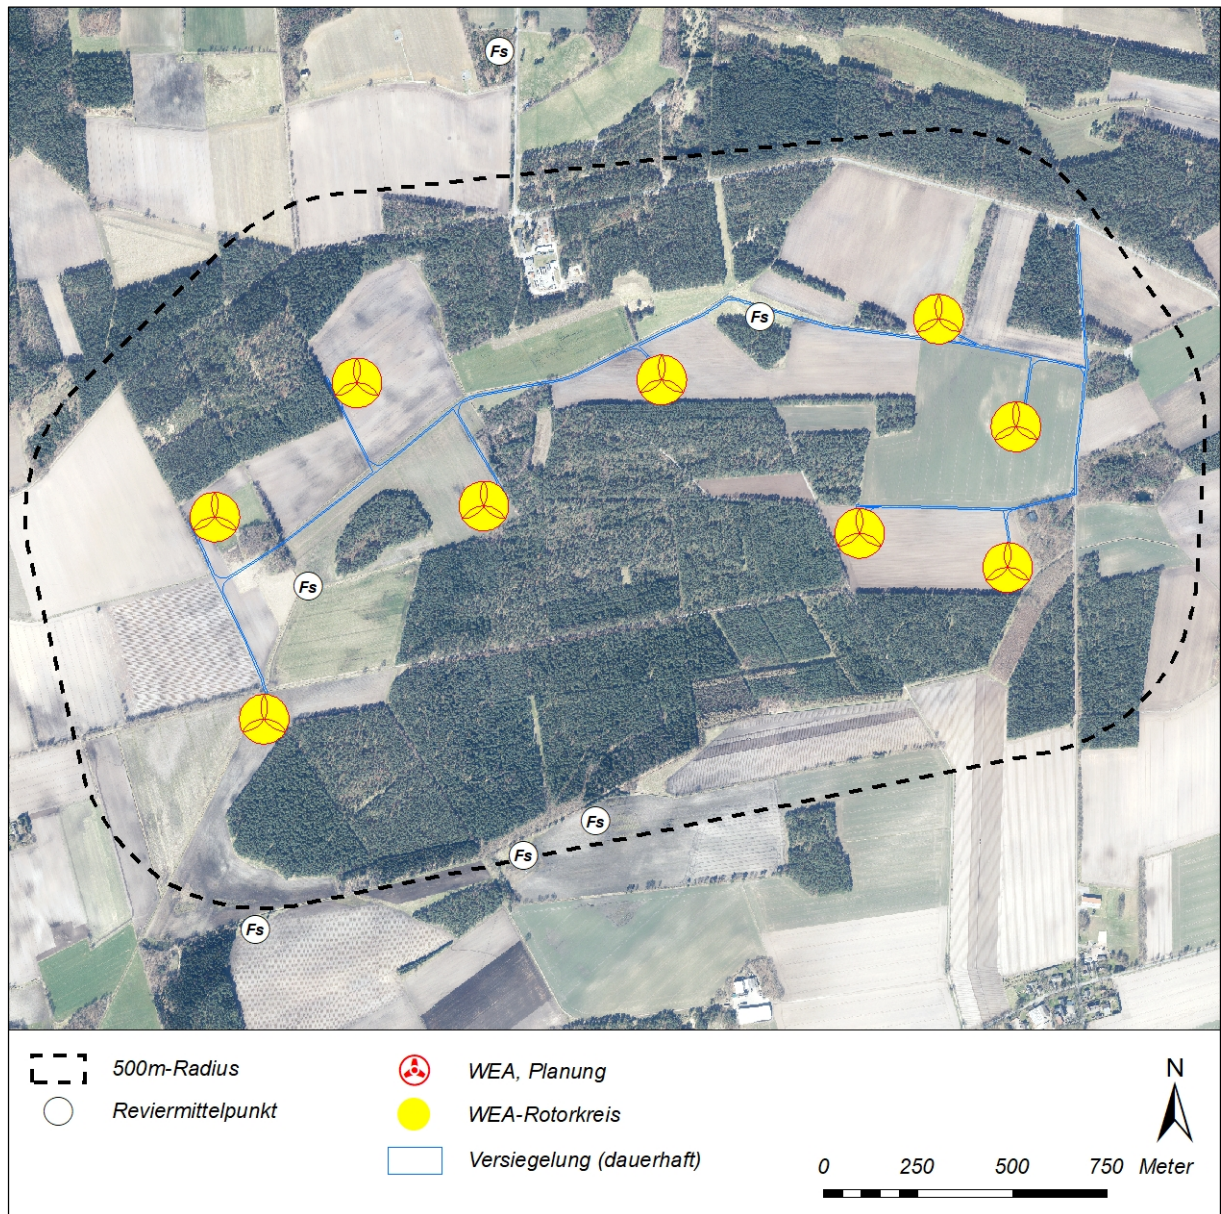 Fs
Fs
Fs
Fs
Fs
Fs
500m-Radius
Reviermittelpunkt
WEA, Planung
WEA-Rotorkreis
Versiegelung (dauerhaft)
N
0 250 500 750 Meter